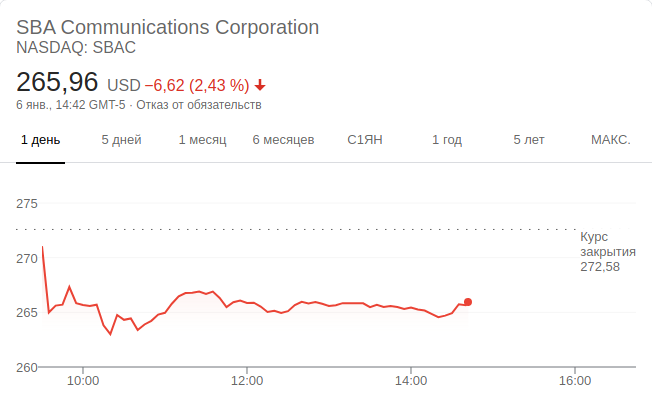 SBA Communications Corporation
NASDAQ: SBAC
265,96 USD −6,62 (2,43 %)
6 янв., 14:42 GMT-5 · Отказ от обязательств
1 день 5 дней 1 месяц 6 месяцев С1ЯН 1 год 5 лет МАКС.
275
270
265
260
Курс
закрытия
272,58
10:00 12:00 14:00 16:00